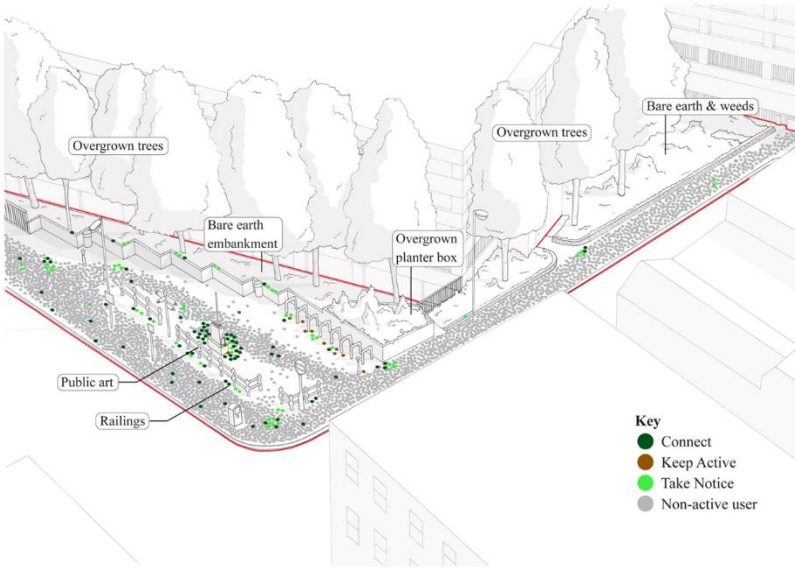 Bare earth & weeds
Overgrown trees
Overgrown trees
Bare earth
embankment
Overgrown
planter box
Public art
Railings
Key
Connect
Keep Active
Take Notice
Non-active user